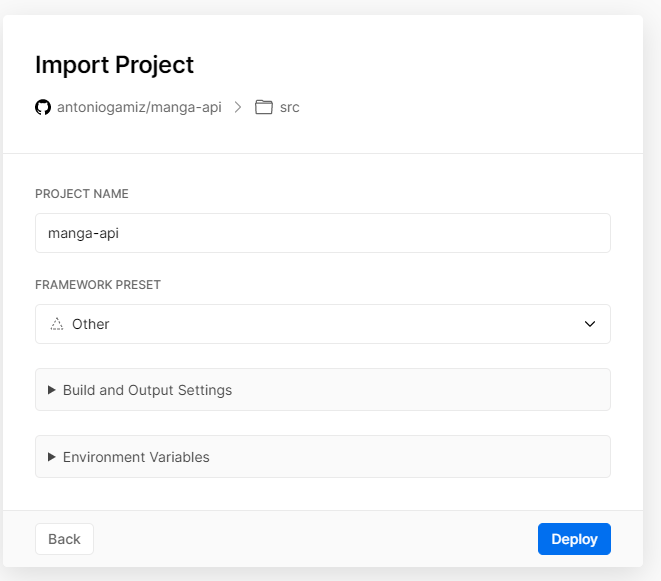 Import Project
antoniogamiz/manga-api > src
PROJECT NAME
manga-api
FRAMEWORK PRESET
Other
Build and Output Settings
Environment Variables
Back Deploy